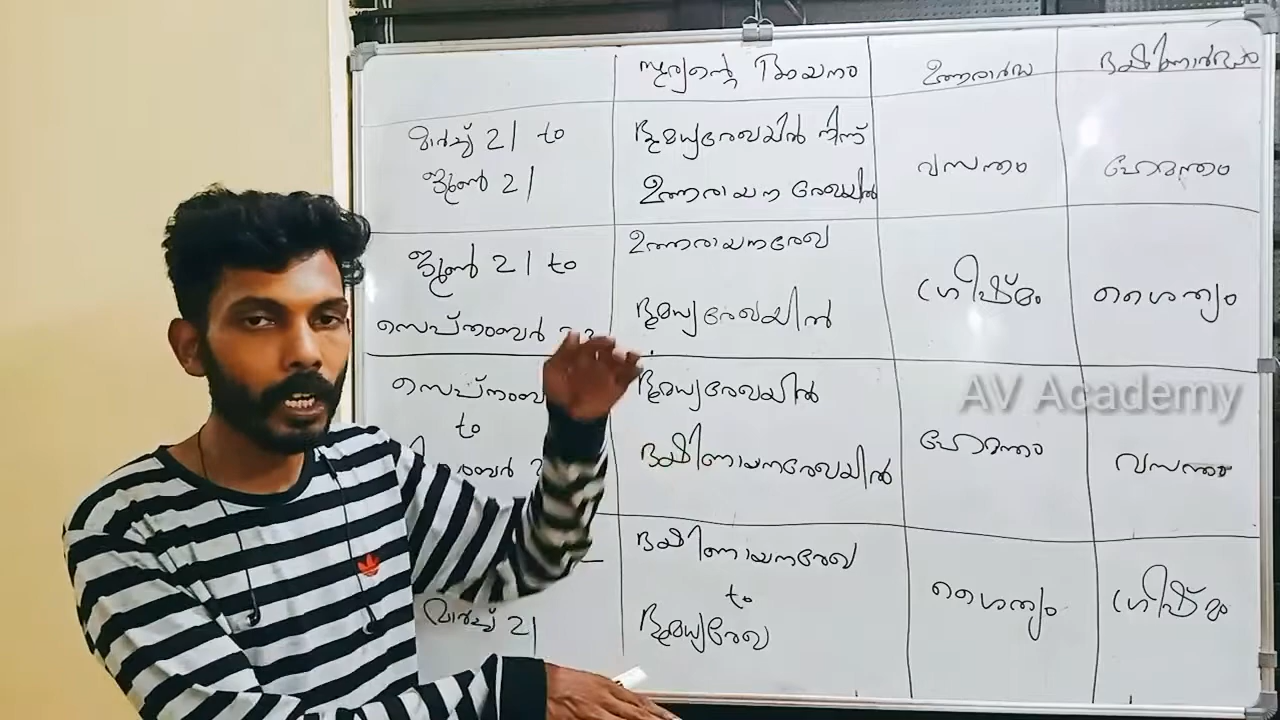 സൂര്യന്റെ അയനം ഉത്തരാർദ്ധ ദക്ഷിണാർദ്ധഗോ
മാർച്ച് 21 to
ജൂൺ 21
ഭൂമധ്യരേഖയിൽ നിന്ന്
ഉത്തരായന രേഖയിൽ
വസന്തം
ഹേമന്തം
ജൂൺ 21 to
സെപ്തംബർ
ഉത്തരായനരേഖ
ഭൂമധ്യരേഖയിൽ
ഗ്രീഷ്മം
ശൈത്യം
AV Academy
to
ഭൂമധ്യരേഖയിൽ
ദക്ഷിണായനരേഖയിൽ
ഹേമന്തം
വസന്തം
മാർച്ച് 21
ദക്ഷിണായനരേഖ
to
ഭൂമധ്യരേഖ
ശൈത്യം
ഗ്രീഷ്മം